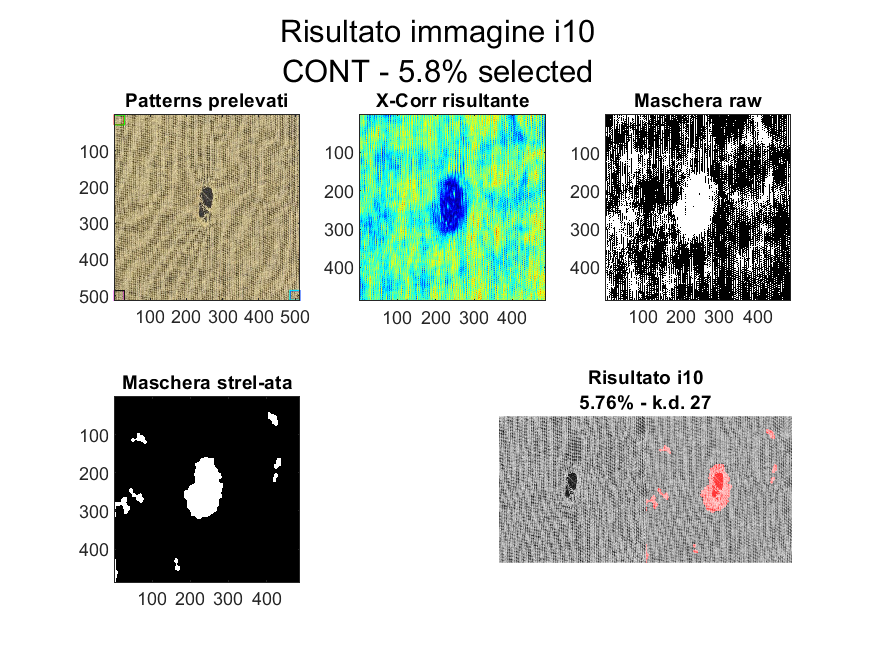 Risultato immagine i10
CONT - 5.8% selected
Patterns prelevati
100
200
300
400
500
100 200 300 400 500
X-Corr risultante
100
200
300
400
100 200 300 400
Maschera raw
100
200
300
400
100 200 300 400
Maschera strel-ata
100
200
300
400
100 200 300 400
Risultato i10
5.76% - k.d. 27